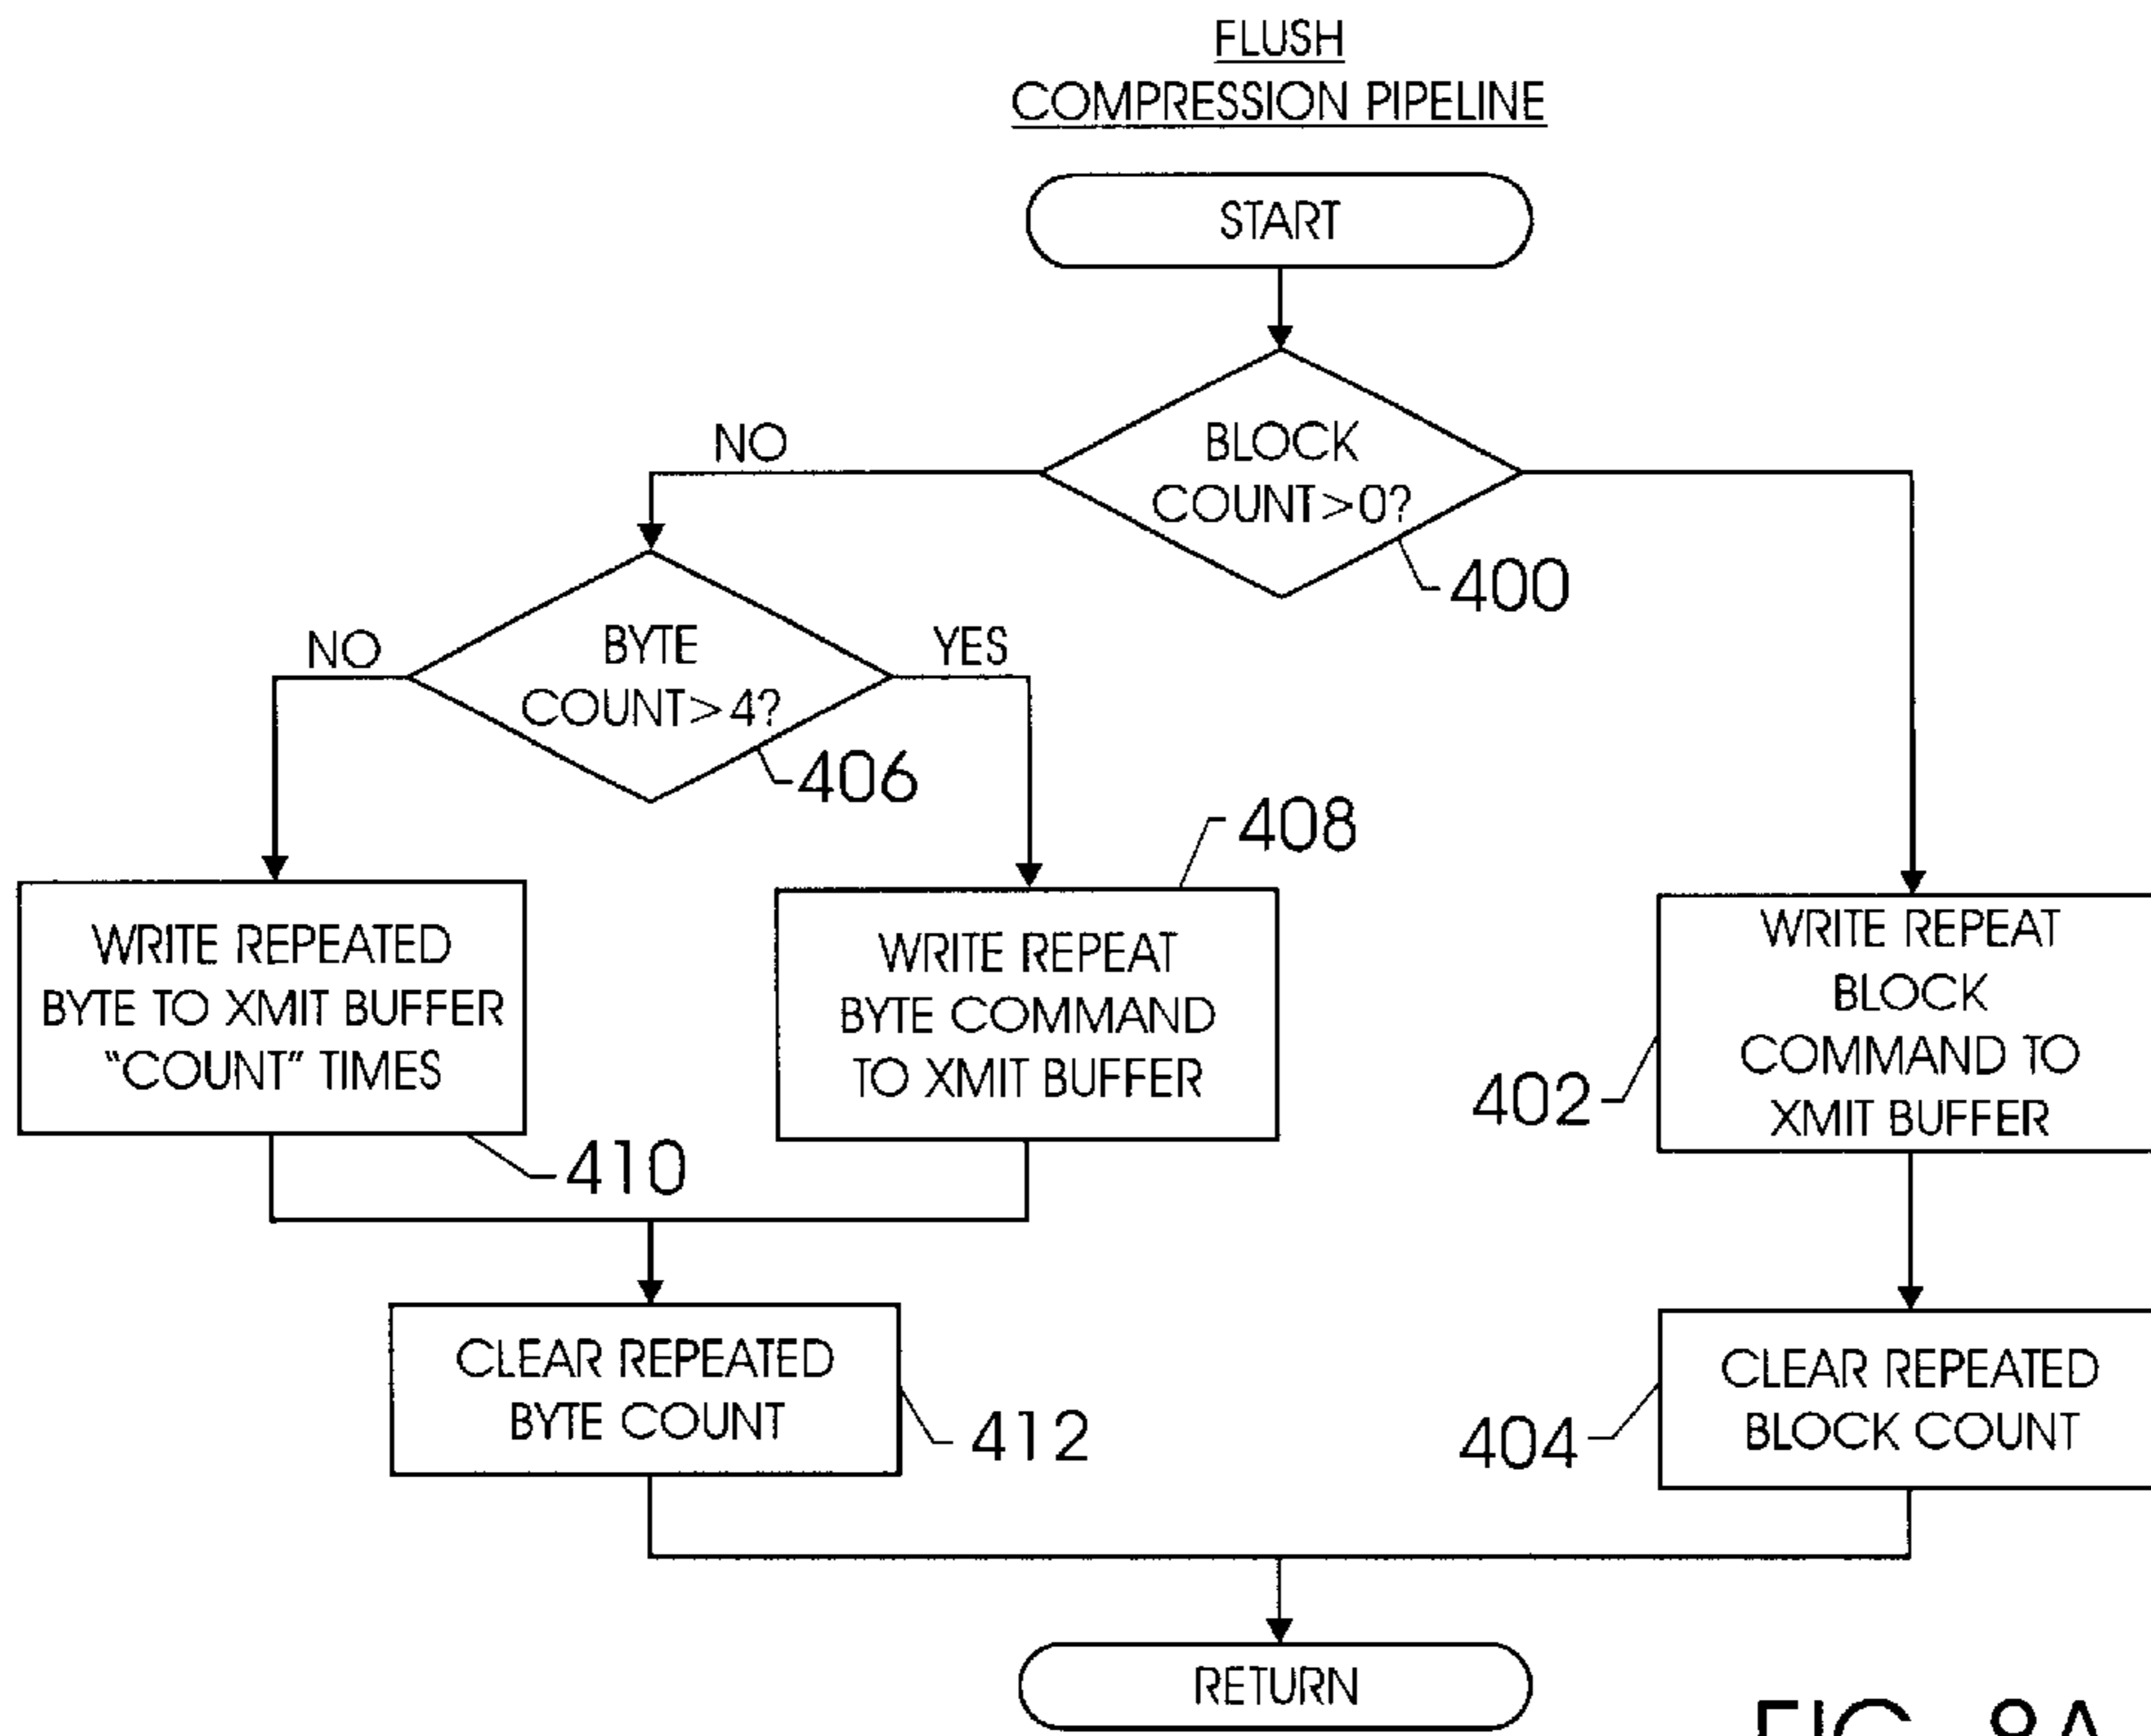 FLUSH
COMPRESSION PIPELINE
START
NO
BLOCK
COUNT>0?
400
NO
BYTE
COUNT>4?
YES
406
408
WRITE REPEATED
BYTE TO XMIT BUFFER
"COUNT" TIMES
410
WRITE REPEAT
BYTE COMMAND
TO XMIT BUFFER
WRITE REPEAT
BLOCK
COMMAND TO
XMIT BUFFER
402
CLEAR REPEATED
BYTE COUNT
412
CLEAR REPEATED
BLOCK COUNT
404
RETURN
FIG. 8A